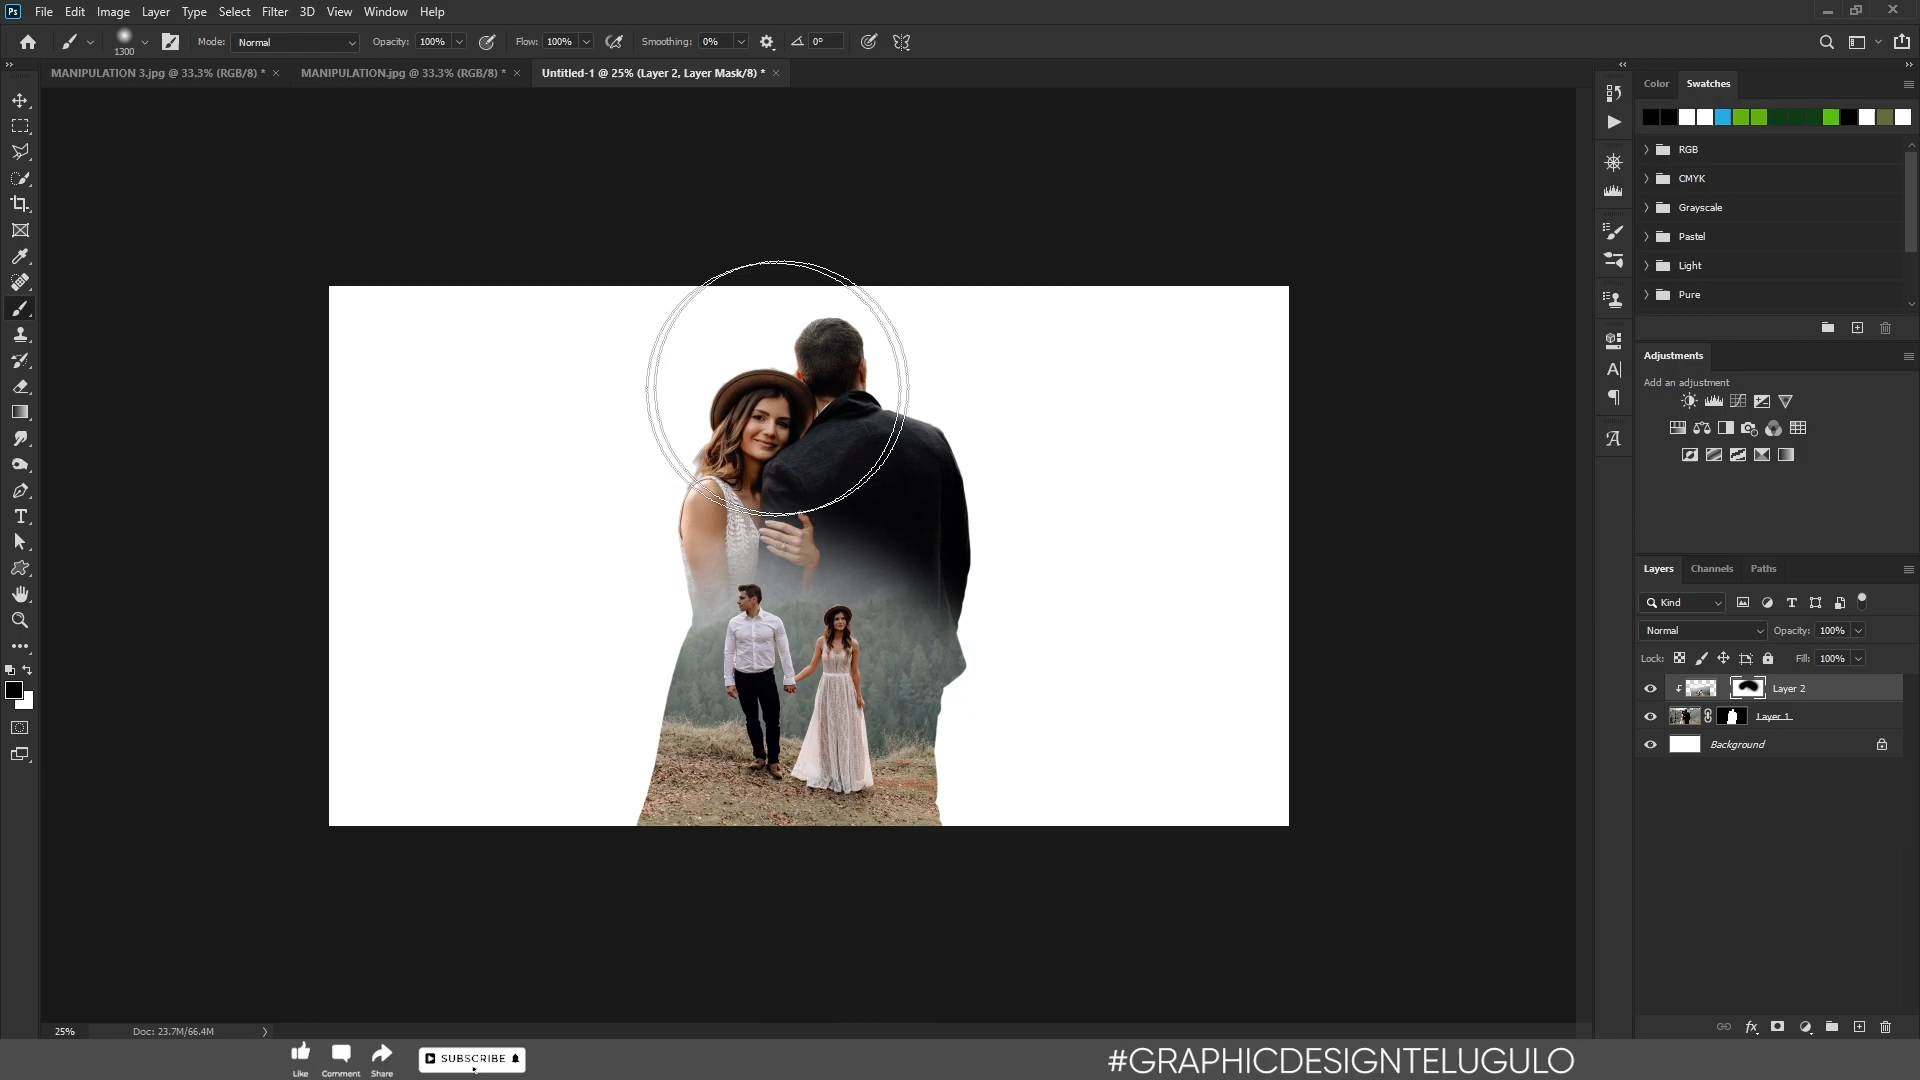 Ps File Edit Image Layer Type Select Filter 3D View Window Help
1300 Mode: Normal Opacity: 100% Flow: 100% Smoothing: 0% 0°
MANIPULATION 3.jpg @ 33.3% (RGB/8) * MANIPULATION.jpg @ 33.3% (RGB/8) * Untitled-1 @ 25% (Layer 2, Layer Mask/8) *
Color Swatches
RGB
CMYK
Grayscale
Pastel
Light
Pure
Adjustments
Add an adjustment
Layers Channels Paths
Kind
Normal Opacity: 100%
Lock: Fill: 100%
Layer 2
Layer 1
Background
25% Doc: 23.7M/66.4M
Like Comment Share SUBSCRIBE
#GRAPHICDESIGNTELUGULO